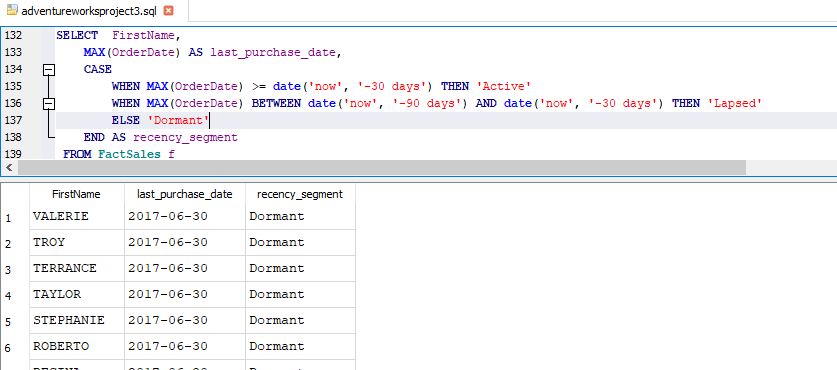 adventureworksproject3.sql
132 SELECT FirstName,
133 MAX(OrderDate) AS last_purchase_date,
134 CASE
135 WHEN MAX(OrderDate) >= date('now', '-30 days') THEN 'Active'
136 WHEN MAX(OrderDate) BETWEEN date('now', '-90 days') AND date('now', '-30 days') THEN 'Lapsed'
137 ELSE 'Dormant'
138 END AS recency_segment
139 FROM FactSales f
FirstName last_purchase_date recency_segment
1 VALERIE 2017-06-30 Dormant
2 TROY 2017-06-30 Dormant
3 TERRANCE 2017-06-30 Dormant
4 TAYLOR 2017-06-30 Dormant
5 STEPHANIE 2017-06-30 Dormant
6 ROBERTO 2017-06-30 Dormant